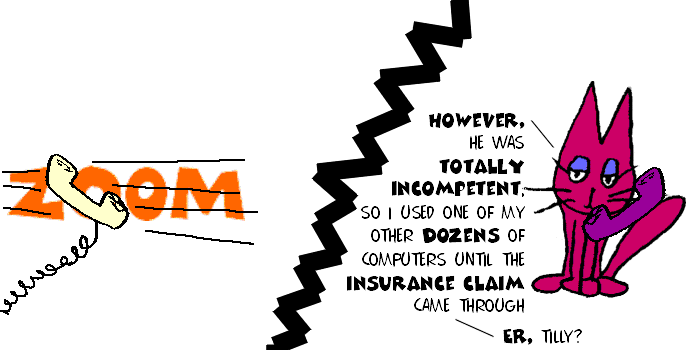 ZOOM
HOWEVER,
HE WAS
TOTALLY
INCOMPETENT,
SO I USED ONE OF MY
OTHER DOZENS OF
COMPUTERS UNTIL THE
INSURANCE CLAIM
CAME THROUGH
ER, TILLY?